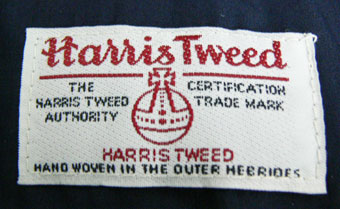 Harris Tweed
THE CERTIFICATION
HARRIS TWEED TRADE MARK
AUTHORITY
HARRIS TWEED
HAND WOVEN IN THE OUTER HEBRIDES